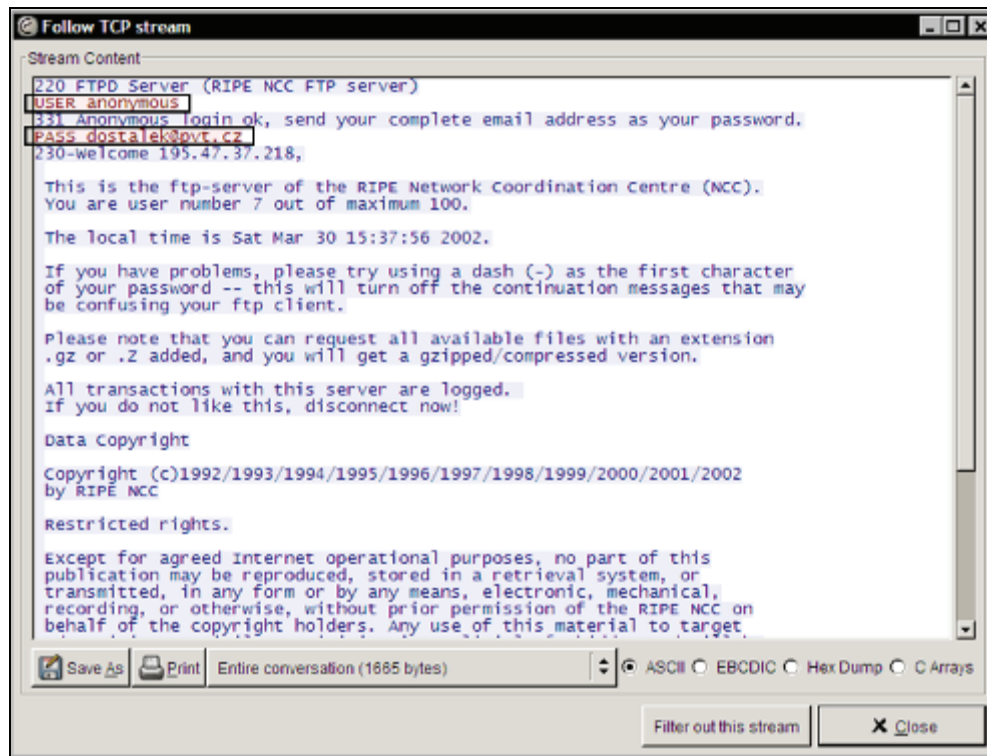 Follow TCP stream
Stream Content
220 FTPD Server (RIPE NCC FTP server)
USER anonymous
331 Anonymous login ok, send your complete email address as your password.
PASS dostalek@pvt.cz
230-Welcome 195.47.37.218,
This is the ftp-server of the RIPE Network Coordination Centre (NCC).
You are user number 7 out of maximum 100.
The local time is Sat Mar 30 15:37:56 2002.
If you have problems, please try using a dash (-) as the first character
of your password -- this will turn off the continuation messages that may
be confusing your ftp client.
Please note that you can request all available files with an extension
.gz or .Z added, and you will get a gzipped/compressed version.
All transactions with this server are logged.
If you do not like this, disconnect now!
Data Copyright
Copyright (c)1992/1993/1994/1995/1996/1997/1998/1999/2000/2001/2002
by RIPE NCC
Restricted rights.
Except for agreed Internet operational purposes, no part of this
publication may be reproduced, stored in a retrieval system, or
transmitted, in any form or by any means, electronic, mechanical,
recording, or otherwise, without prior permission of the RIPE NCC on
behalf of the copyright holders. Any use of this material to target
Save As Print Entire conversation (1665 bytes) ASCII EBCDIC Hex Dump C Arrays
Filter out this stream Close